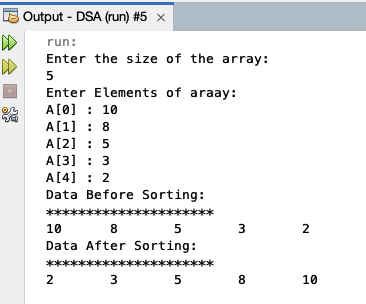 Output - DSA (run) #5
run:
Enter the size of the array:
5
Enter Elements of araay:
A[0] : 10
A[1] : 8
A[2] : 5
A[3] : 3
A[4] : 2
Data Before Sorting:
*********************
10 8 5 3 2
Data After Sorting:
*********************
2 3 5 8 10